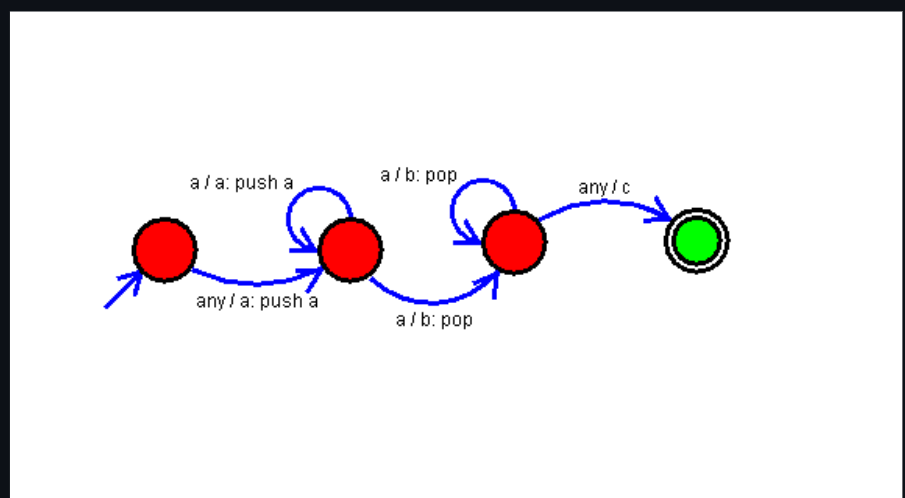 a / a: push a
a / b: pop
any / c
any / a: push a
a / b: pop